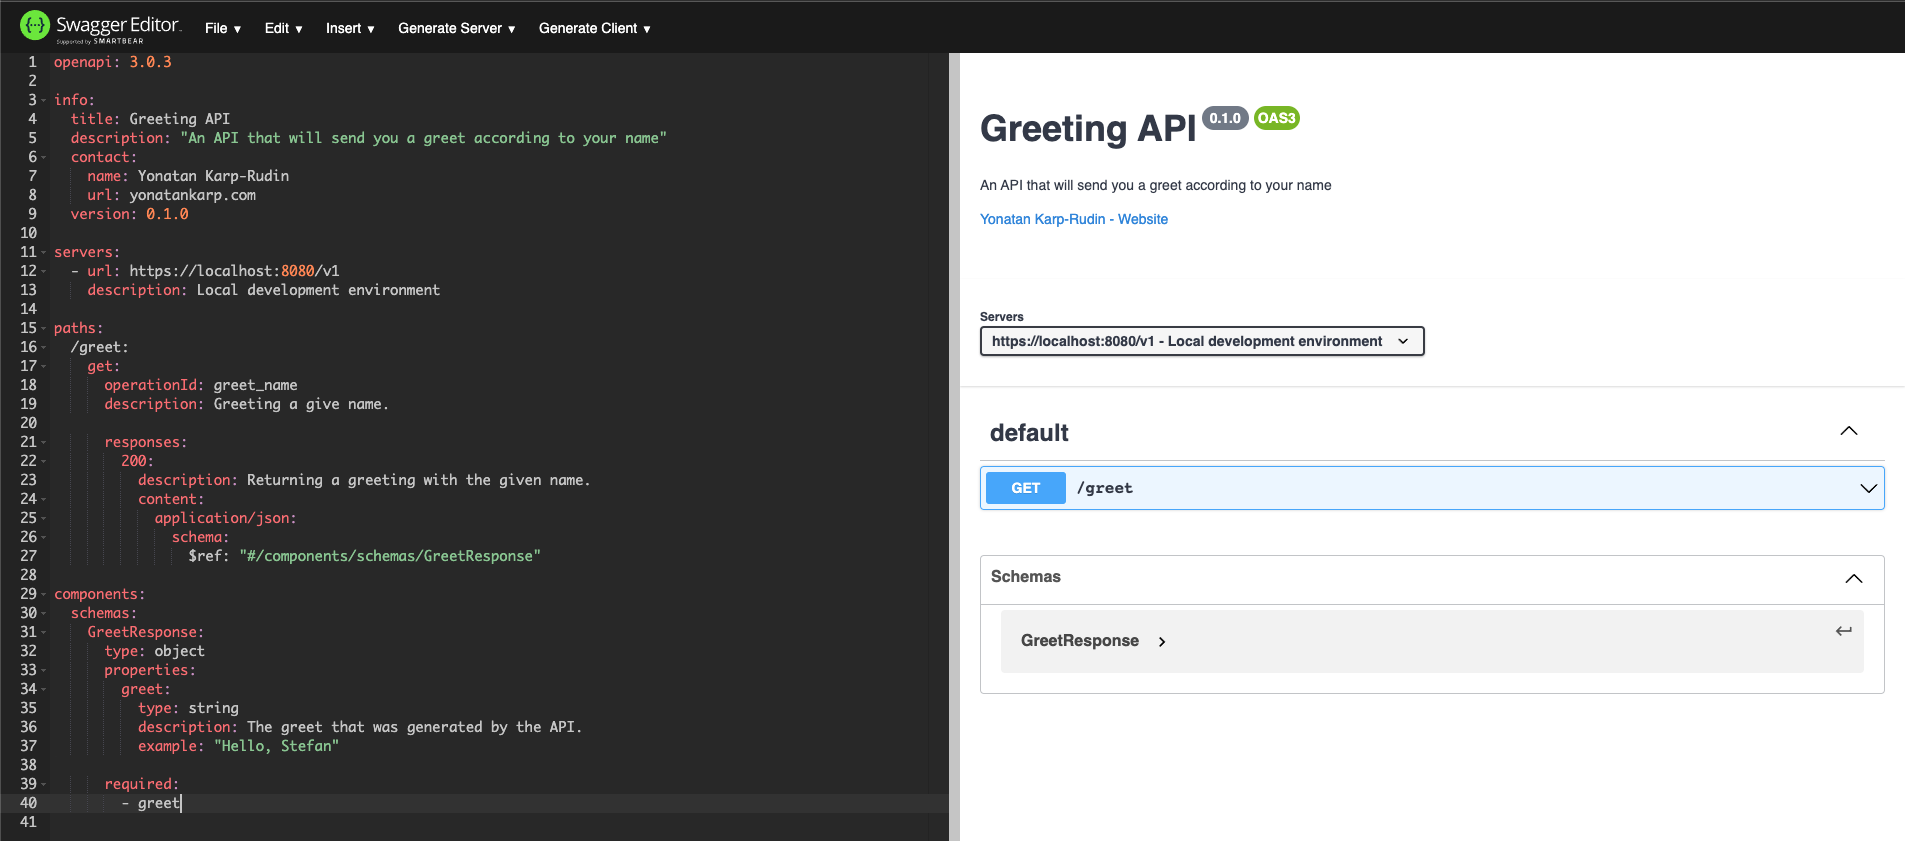 Swagger Editor
Supported by SMARTBEAR
File ▾ Edit ▾ Insert ▾ Generate Server ▾ Generate Client ▾
1 openapi: 3.0.3
2
3 info:
4   title: Greeting API
5   description: "An API that will send you a greet according to your name"
6   contact:
7     name: Yonatan Karp-Rudin
8     url: yonatankarp.com
9   version: 0.1.0
10
11 servers:
12   - url: https://localhost:8080/v1
13     description: Local development environment
14
15 paths:
16   /greet:
17     get:
18       operationId: greet_name
19       description: Greeting a give name.
20
21       responses:
22         200:
23           description: Returning a greeting with the given name.
24           content:
25             application/json:
26               schema:
27                 $ref: "#/components/schemas/GreetResponse"
28
29 components:
30   schemas:
31     GreetResponse:
32       type: object
33       properties:
34         greet:
35           type: string
36           description: The greet that was generated by the API.
37           example: "Hello, Stefan"
38
39       required:
40         - greet
41
Greeting API 0.1.0 OAS3
An API that will send you a greet according to your name
Yonatan Karp-Rudin - Website
Servers
https://localhost:8080/v1 - Local development environment
default
GET /greet
Schemas
GreetResponse